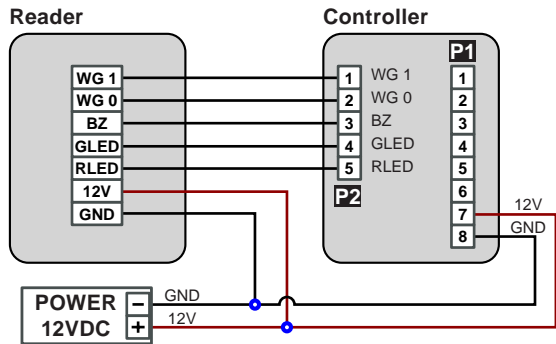 Reader
Controller
P1
WG 1
WG 0
BZ
GLED
RLED
12V
GND
1 WG 1
2 WG 0
3 BZ
4 GLED
5 RLED
P2
1
2
3
4
5
6
7
8
12V
GND
POWER
12VDC
−
+
GND
12V